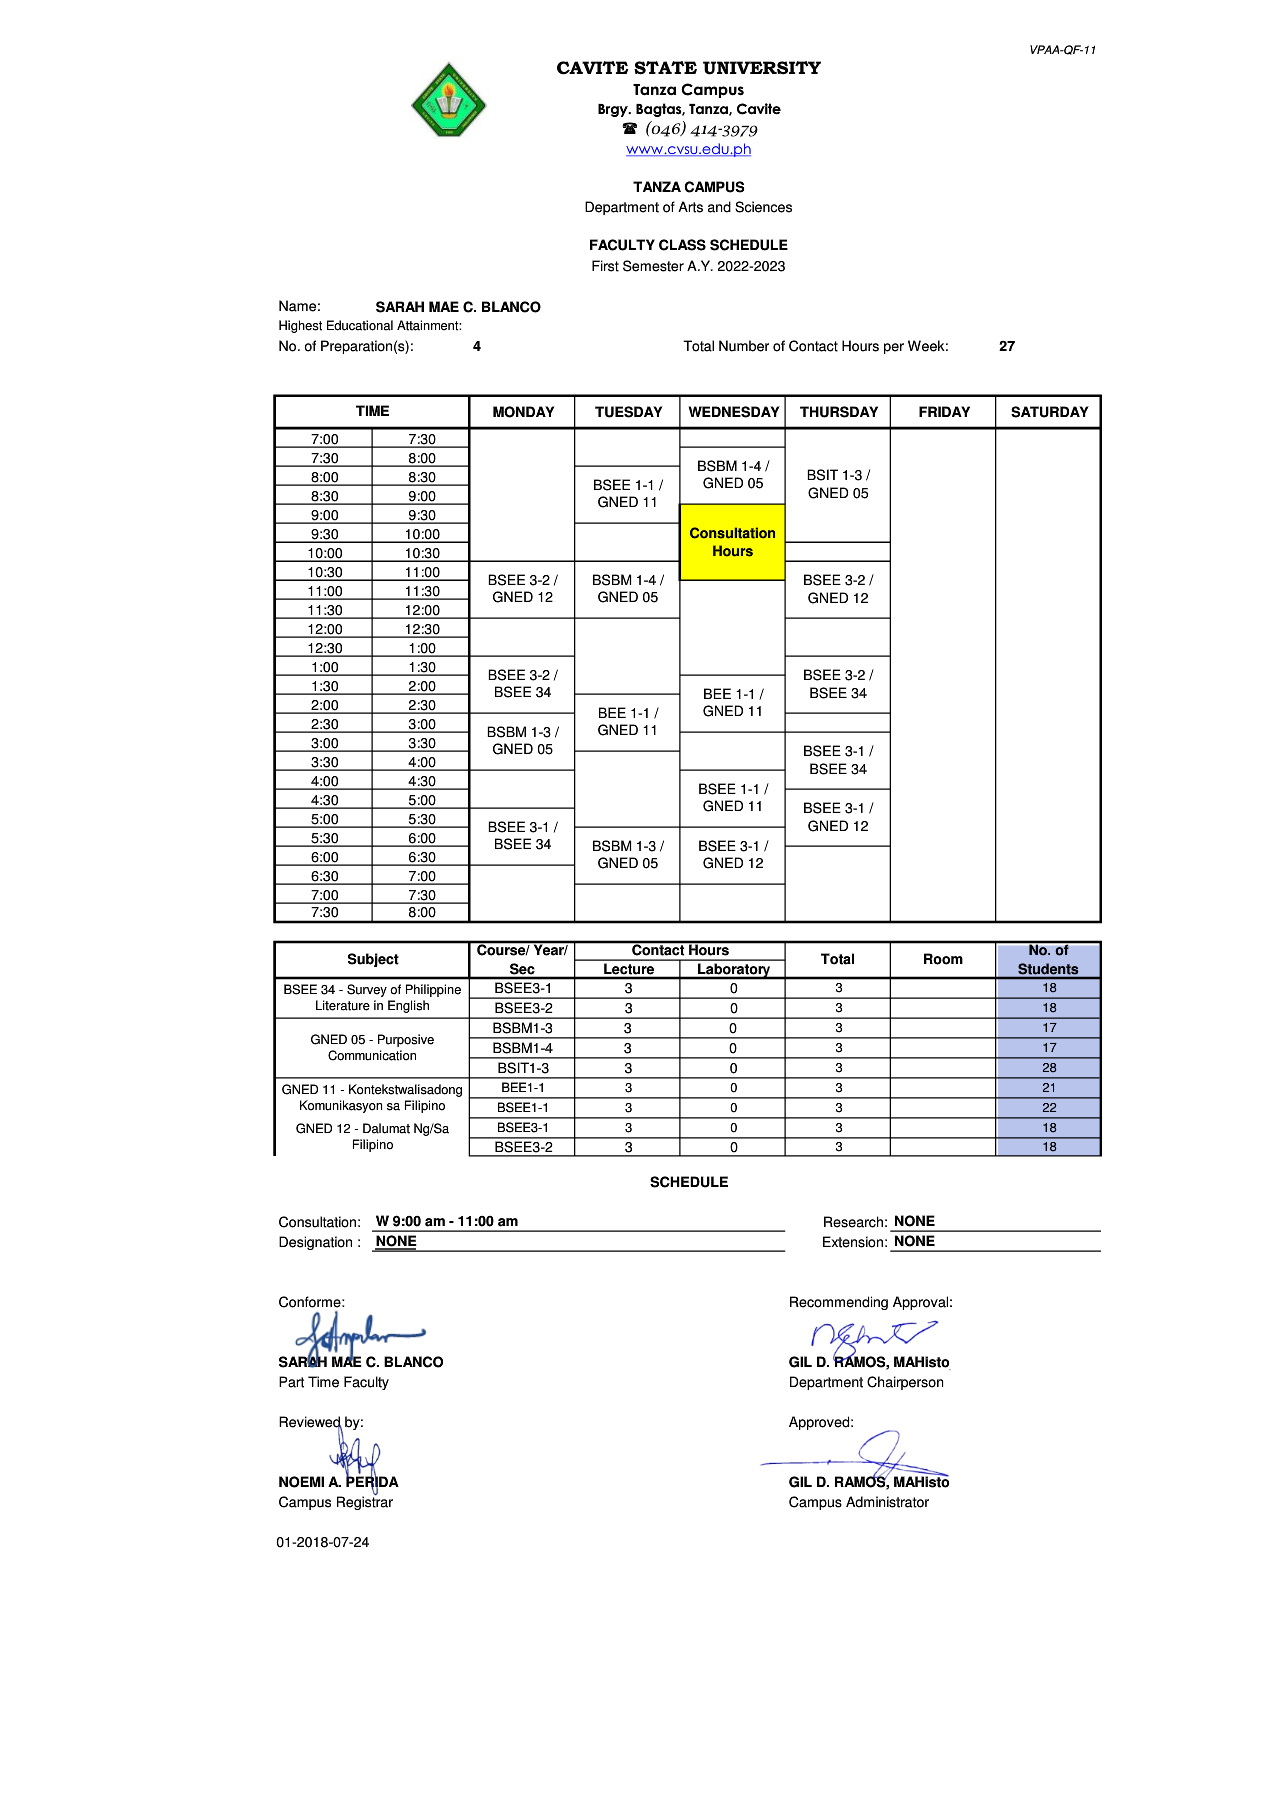 VPAA-QF-11
CAVITE STATE UNIVERSITY
Tanza Campus
Brgy. Bagtas, Tanza, Cavite
☎ (046) 414-3979
www.cvsu.edu.ph
TANZA CAMPUS
Department of Arts and Sciences
FACULTY CLASS SCHEDULE
First Semester A.Y. 2022-2023
Name: SARAH MAE C. BLANCO
Highest Educational Attainment:
No. of Preparation(s): 4 Total Number of Contact Hours per Week: 27
TIME MONDAY TUESDAY WEDNESDAY THURSDAY FRIDAY SATURDAY
7:00 7:30
7:30 8:00
8:00 8:30
8:30 9:00
9:00 9:30
9:30 10:00
10:00 10:30
10:30 11:00
11:00 11:30
11:30 12:00
12:00 12:30
12:30 1:00
1:00 1:30
1:30 2:00
2:00 2:30
2:30 3:00
3:00 3:30
3:30 4:00
4:00 4:30
4:30 5:00
5:00 5:30
5:30 6:00
6:00 6:30
6:30 7:00
7:00 7:30
7:30 8:00
BSEE 3-2 /
GNED 12
BSEE 3-2 /
BSEE 34
BSBM 1-3 /
GNED 05
BSEE 3-1 /
BSEE 34
BSEE 1-1 /
GNED 11
BSBM 1-4 /
GNED 05
BEE 1-1 /
GNED 11
BSBM 1-3 /
GNED 05
BSBM 1-4 /
GNED 05
Consultation
Hours
BEE 1-1 /
GNED 11
BSEE 1-1 /
GNED 11
BSEE 3-1 /
GNED 12
BSIT 1-3 /
GNED 05
BSEE 3-2 /
GNED 12
BSEE 3-2 /
BSEE 34
BSEE 3-1 /
BSEE 34
BSEE 3-1 /
GNED 12
Subject
Course/ Year/
Sec
Contact Hours
Lecture Laboratory
Total
Room
No. of
Students
BSEE 34 - Survey of Philippine
Literature in English
BSEE3-1 3 0 3 18
BSEE3-2 3 0 3 18
GNED 05 - Purposive
Communication
BSBM1-3 3 0 3 17
BSBM1-4 3 0 3 17
BSIT1-3 3 0 3 28
GNED 11 - Kontekstwalisadong
Komunikasyon sa Filipino
BEE1-1 3 0 3 21
BSEE1-1 3 0 3 22
GNED 12 - Dalumat Ng/Sa
Filipino
BSEE3-1 3 0 3 18
BSEE3-2 3 0 3 18
SCHEDULE
Consultation: W 9:00 am - 11:00 am Research: NONE
Designation : NONE Extension: NONE
Conforme: Recommending Approval:
SARAH MAE C. BLANCO GIL D. RAMOS, MAHisto
Part Time Faculty Department Chairperson
Reviewed by: Approved:
NOEMI A. PERIDA GIL D. RAMOS, MAHisto
Campus Registrar Campus Administrator
01-2018-07-24